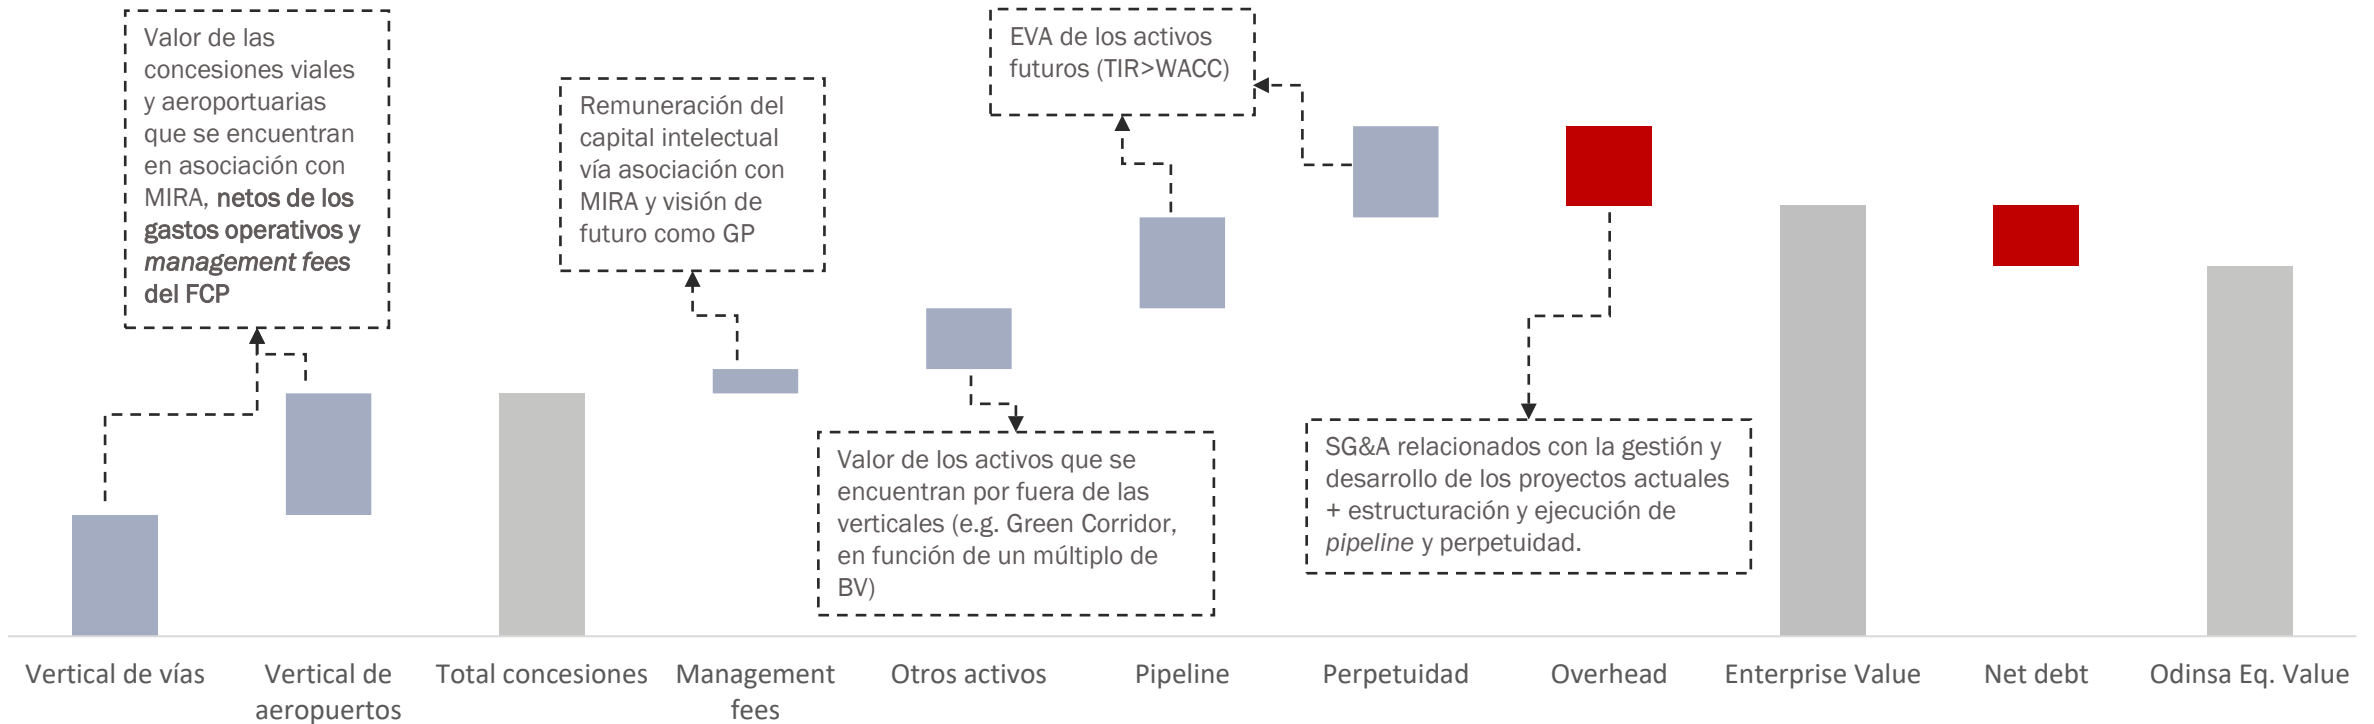 Valor de las
concesiones viales
y aeroportuarias
que se encuentran
en asociación con
MIRA, netos de los
gastos operativos y
management fees
del FCP
Remuneración del
capital intelectual
vía asociación con
MIRA y visión de
futuro como GP
EVA de los activos
futuros (TIR>WACC)
Valor de los activos que se
encuentran por fuera de las
verticales (e.g. Green Corridor,
en función de un múltiplo de
BV)
SG&A relacionados con la gestión y
desarrollo de los proyectos actuales
+ estructuración y ejecución de
pipeline y perpetuidad.
Vertical de vías
Vertical de
aeropuertos
Total concesiones
Management
fees
Otros activos
Pipeline
Perpetuidad
Overhead
Enterprise Value
Net debt
Odinsa Eq. Value